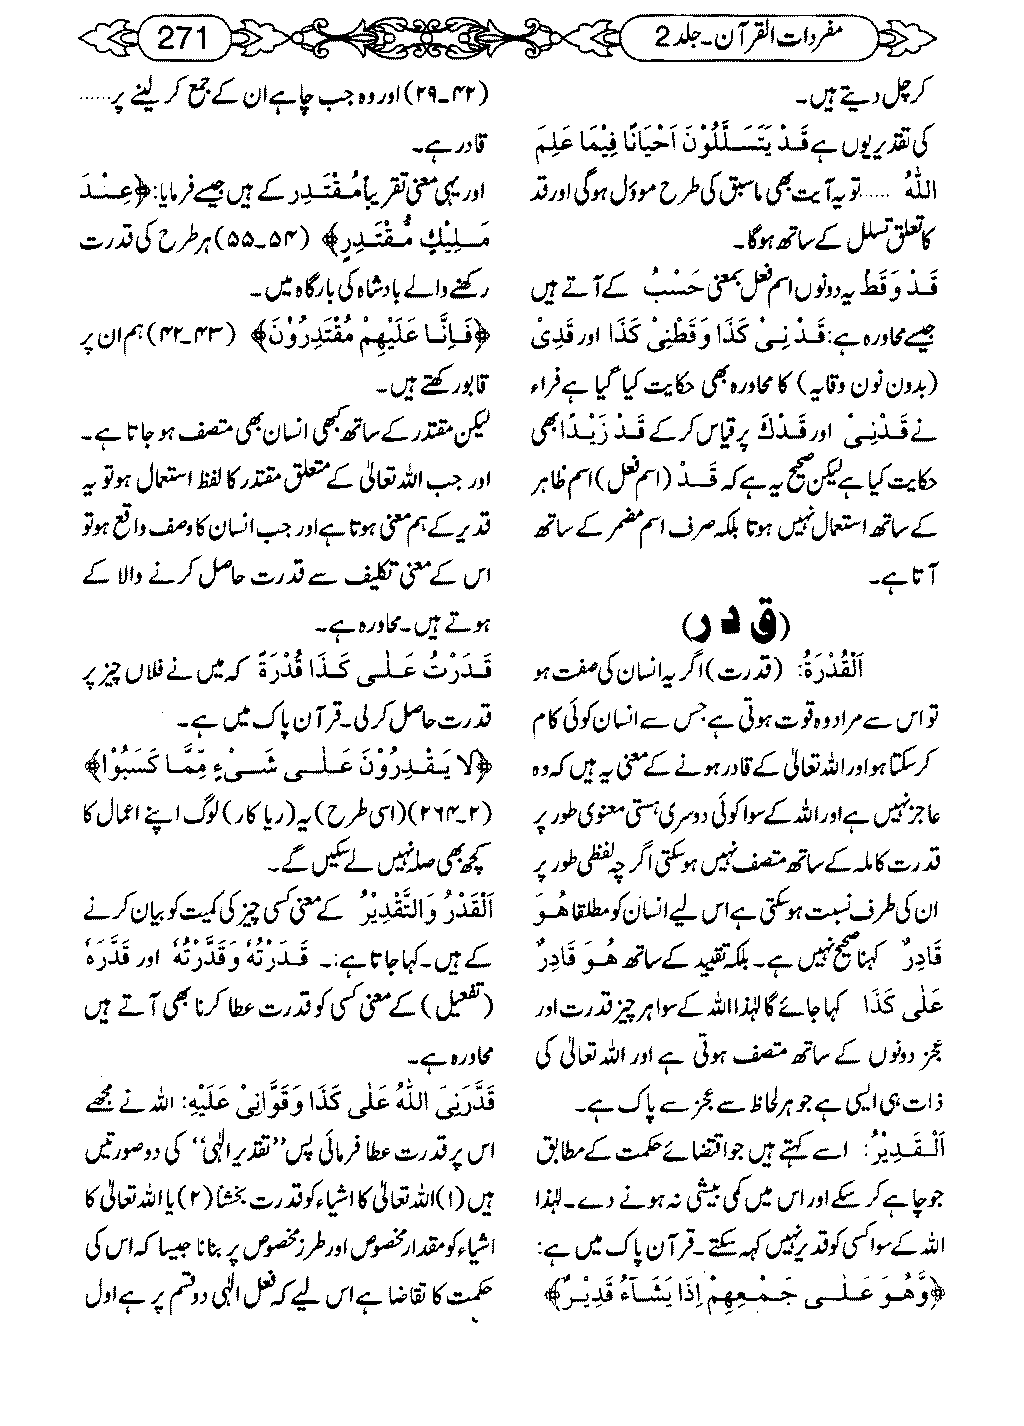 مفردات القرآن۔ جلد 2
271
کر چل دیتے ہیں۔
کی تقدیر یوں ہے قَدْ یَتَسَلَّلُوْنَ اَحْیَانًا فِیْمَا عَلِمَ
اللّٰہُ ..... تو یہ آیت بھی ماسبق کی طرح موؤل ہوگی اور قد
کا تعلق تسلل کے ساتھ ہوگا۔
قَدْ وَقَطْ یہ دونوں اسم فعل بمعنی حَسْبُ کے آتے ہیں
جیسے محاورہ ہے: قَدْنِیْ کَذَا وَقَطْنِیْ کَذَا اور قَدِیْ
(بدون نون وقایہ) کا محاورہ بھی حکایت کیا گیا ہے فراء
نے قَدْنِیْ اور قَدْكَ پر قیاس کرکے قَدْ زَیْدًا بھی
حکایت کیا ہے لیکن صحیح یہ ہے کہ قَدْ (اسم فعل) اسم ظاہر
کے ساتھ استعمال نہیں ہوتا بلکہ صرف اسم مضمر کے ساتھ
آتا ہے۔
(ق د ر)
اَلْقُدْرَةُ: (قدرت) اگر یہ انسان کی صفت ہو
تو اس سے مراد وہ قوت ہوتی ہے جس سے انسان کوئی کام
کرسکتا ہو اور اللہ تعالیٰ کے قادر ہونے کے معنی یہ ہیں کہ وہ
عاجز نہیں ہے اور اللہ کے سوا کوئی دوسری ہستی معنوی طور پر
قدرت کاملہ کے ساتھ متصف نہیں ہوسکتی اگرچہ لفظی طور پر
ان کی طرف نسبت ہوسکتی ہے اس لیے انسان کو مطلقا ھُوَ
قَادِرٌ کہنا صحیح نہیں ہے۔ بلکہ تقیید کے ساتھ ھُوَ قَادِرٌ
عَلٰی کَذَا کہا جائے گا لہٰذا اللہ کے سوا ہر چیز قدرت اور
عجز دونوں کے ساتھ متصف ہوتی ہے اور اللہ تعالیٰ کی
ذات ہی ایسی ہے جو ہر لحاظ سے عجز سے پاک ہے۔
اَلْقَدِیْرُ: اسے کہتے ہیں جو اقتضائے حکمت کے مطابق
جو چاہے کرسکے اور اس میں کمی بیشی نہ ہونے دے۔ لہٰذا
اللہ کے سوا کسی کو قدیر نہیں کہہ سکتے۔ قرآن پاک میں ہے:
﴿وَّھُوَ عَلٰی جَمْعِهِمْ اِذَا یَشَآءُ قَدِیْرٌ﴾
(۴۲۔۲۹) اور وہ جب چاہے ان کے جمع کر لینے پر .....
قادر ہے۔
اور یہی معنی تقریباً مُقْتَدِر کے ہیں جیسے فرمایا: ﴿عِنْدَ
مَلِیْكٍ مُّقْتَدِرٍ﴾ (۵۴۔۵۵) ہر طرح کی قدرت
رکھنے والے بادشاہ کی بارگاہ میں۔
﴿فَاِنَّا عَلَیْهِمْ مُّقْتَدِرُوْنَ﴾ (۴۳۔۴۲) ہم ان پر
قابو رکھتے ہیں۔
لیکن مقتدر کے ساتھ کبھی انسان بھی متصف ہو جاتا ہے۔
اور جب اللہ تعالیٰ کے متعلق مقتدر کا لفظ استعمال ہو تو یہ
قدیر کے ہم معنی ہوتا ہے اور جب انسان کا وصف واقع ہو تو
اس کے معنی تکلیف سے قدرت حاصل کرنے والا کے
ہوتے ہیں۔ محاورہ ہے۔
قَدَرْتُ عَلٰی کَذَا قُدْرَةً کہ میں نے فلاں چیز پر
قدرت حاصل کرلی۔ قرآن پاک میں ہے۔
﴿لَا یَقْدِرُوْنَ عَلٰی شَیْءٍ مِّمَّا کَسَبُوْا﴾
(۲۔۲۶۴) (اسی طرح) یہ (ریا کار) لوگ اپنے اعمال کا
کچھ بھی صلہ نہیں لے سکیں گے۔
اَلْقَدْرُ وَالتَّقْدِیْرُ کے معنی کسی چیز کی کمیت کو بیان کرنے
کے ہیں۔ کہا جاتا ہے:۔ قَدَرْتُهٗ وَقَدَّرْتُهٗ اور قَدَّرَهٗ
(تفعیل) کے معنی کسی کو قدرت عطا کرنا بھی آتے ہیں
محاورہ ہے۔
قَدَّرَنِیَ اللّٰہُ عَلٰی کَذَا وَقَوَّانِیْ عَلَیْهِ: اللہ نے مجھے
اس پر قدرت عطا فرمائی پس ”تقدیر الٰہی“ کی دو صورتیں
ہیں (۱) اللہ تعالیٰ کا اشیاء کو قدرت بخشنا (۲) یا اللہ تعالیٰ کا
اشیاء کو مقدار مخصوص اور طرز مخصوص پر بنانا جیسا کہ اس کی
حکمت کا تقاضا ہے اس لیے کہ فعل الٰہی دو قسم پر ہے اول